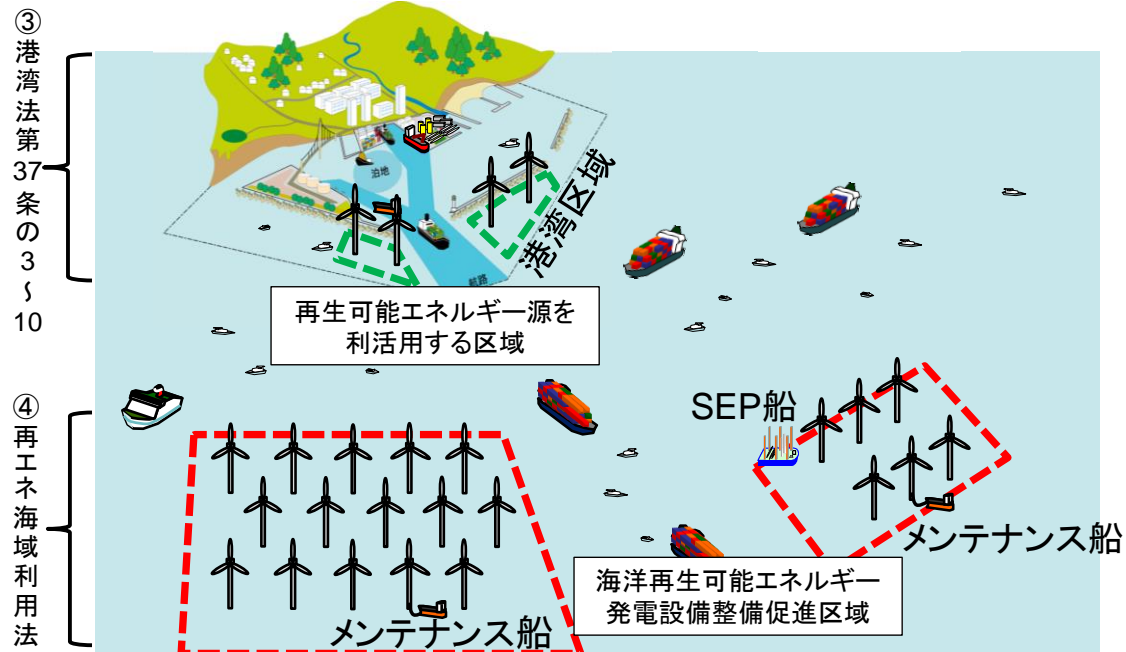 ③港湾法第37条の3～10
泊地
港湾区域
航路
再生可能エネルギー源を
利活用する区域
④再エネ海域利用法
SEP船
メンテナンス船
海洋再生可能エネルギー
発電設備整備促進区域
メンテナンス船